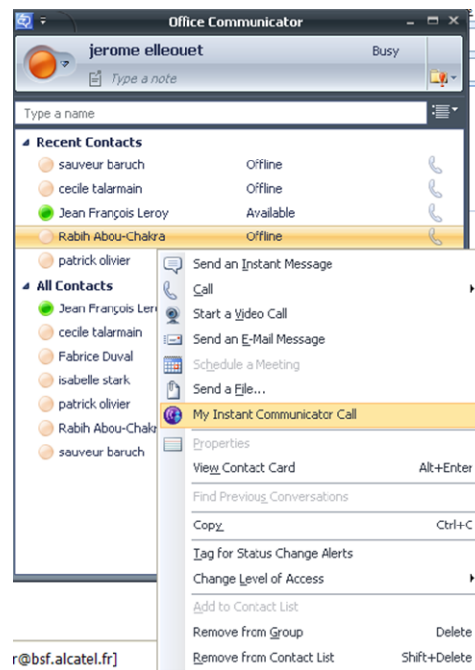 Office Communicator
jerome elleouet Busy
Type a note
Type a name
Recent Contacts
sauveur baruch Offline
cecile talarmain Offline
Jean François Leroy Available
Rabih Abou-Chakra Offline
patrick olivier
All Contacts
Jean François Ler
cecile talarmain
Fabrice Duval
isabelle stark
patrick olivier
Rabih Abou-Chakr
sauveur baruch
Send an Instant Message
Call
Start a Video Call
Send an E-Mail Message
Schedule a Meeting
Send a File...
My Instant Communicator Call
Properties
View Contact Card Alt+Enter
Find Previous Conversations
Copy Ctrl+C
Tag for Status Change Alerts
Change Level of Access
Add to Contact List
Remove from Group Delete
Remove from Contact List Shift+Delete
r@bsf.alcatel.fr]